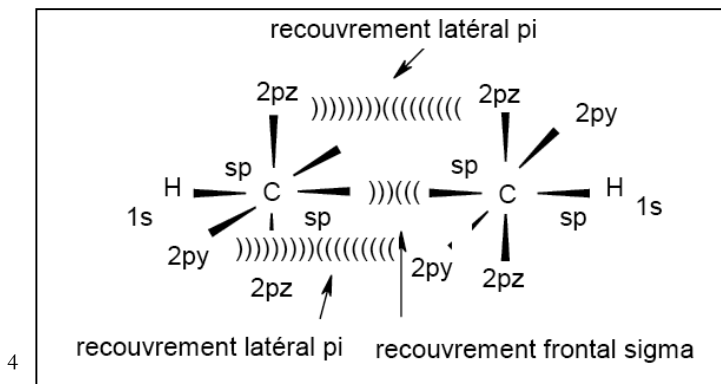 recouvrement latéral pi
2pz ))))))))((((((((( 2pz 2py
sp sp
H C )))((( C H
1s sp sp 1s
2py ))))))))))((((((((( 2py
2pz 2pz
recouvrement latéral pi recouvrement frontal sigma
4